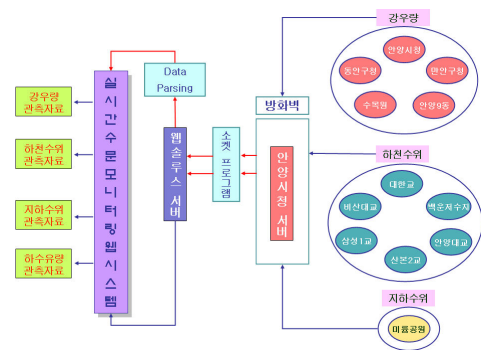 강우량
안양시청
동안구청
만안구청
수목원
안양9동
Data
Parsing
방화벽
실시간수문모니터링웹시스템
강우량
관측자료
하천수위
관측자료
지하수위
관측자료
하수유량
관측자료
웹솔루스 서버
소켓 프로그램
안양시청 서버
하천수위
대한교
비산대교
백운저수지
삼성1교
안양대교
신본2교
지하수위
미륭공원